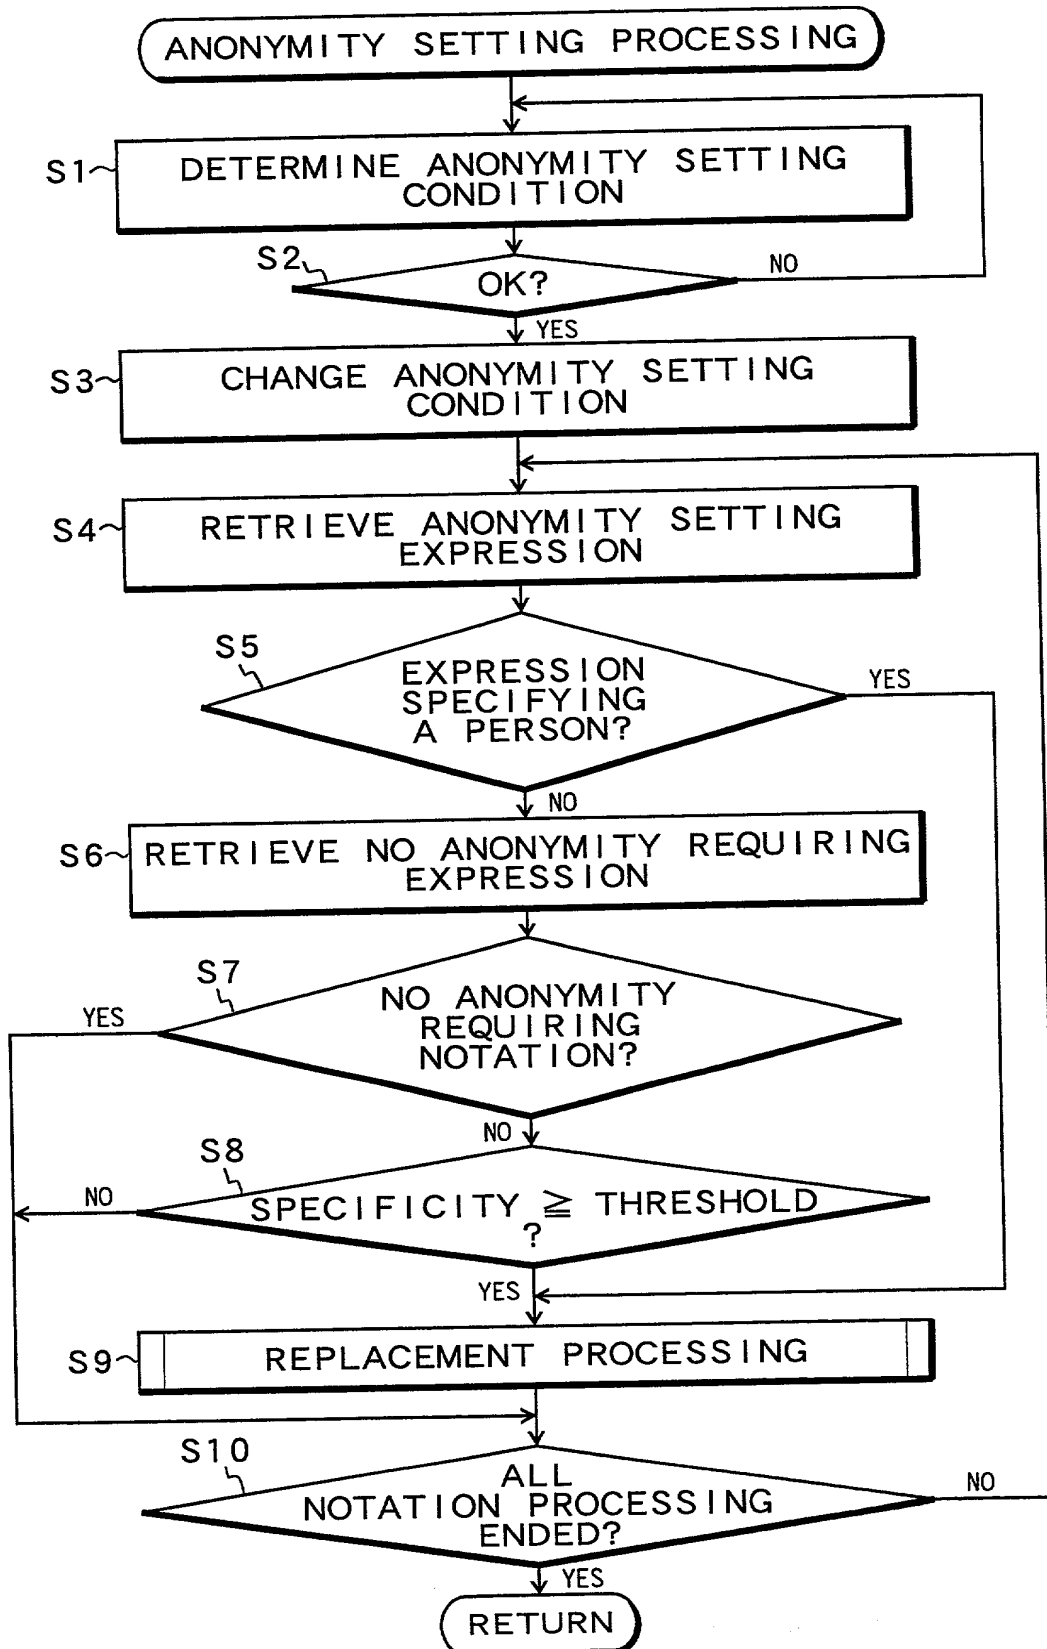 ANONYMITY SETTING PROCESSING
S1
DETERMINE ANONYMITY SETTING
CONDITION
S2
OK?
NO
YES
S3
CHANGE ANONYMITY SETTING
CONDITION
S4
RETRIEVE ANONYMITY SETTING
EXPRESSION
S5
EXPRESSION
SPECIFYING
A PERSON?
YES
NO
S6
RETRIEVE NO ANONYMITY REQUIRING
EXPRESSION
S7
NO ANONYMITY
REQUIRING
NOTATION?
YES
NO
S8
SPECIFICITY ≧ THRESHOLD
?
NO
YES
S9
REPLACEMENT PROCESSING
S10
ALL
NOTATION PROCESSING
ENDED?
NO
YES
RETURN